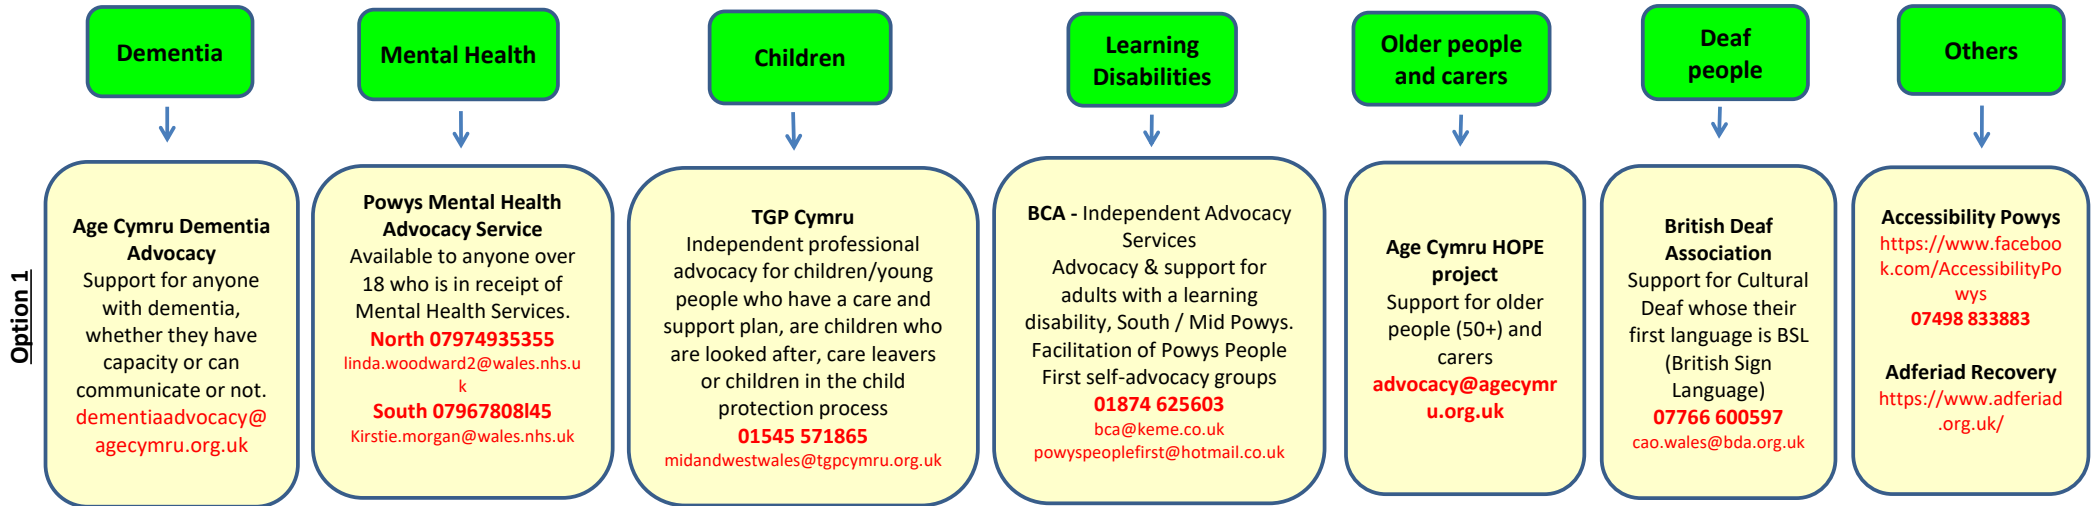 Dementia
Mental Health
Children
Learning
Disabilities
Older people
and carers
Deaf
people
Others
Option 1
Age Cymru Dementia
Advocacy
Support for anyone
with dementia,
whether they have
capacity or can
communicate or not.
dementiaadvocacy@
agecymru.org.uk
Powys Mental Health
Advocacy Service
Available to anyone over
18 who is in receipt of
Mental Health Services.
North 07974935355
linda.woodward2@wales.nhs.u
k
South 07967808l45
Kirstie.morgan@wales.nhs.uk
TGP Cymru
Independent professional
advocacy for children/young
people who have a care and
support plan, are children who
are looked after, care leavers
or children in the child
protection process
01545 571865
midandwestwales@tgpcymru.org.uk
BCA - Independent Advocacy
Services
Advocacy & support for
adults with a learning
disability, South / Mid Powys.
Facilitation of Powys People
First self-advocacy groups
01874 625603
bca@keme.co.uk
powyspeoplefirst@hotmail.co.uk
Age Cymru HOPE
project
Support for older
people (50+) and
carers
advocacy@agecymr
u.org.uk
British Deaf
Association
Support for Cultural
Deaf whose their
first language is BSL
(British Sign
Language)
07766 600597
cao.wales@bda.org.uk
Accessibility Powys
https://www.faceboo
k.com/AccessibilityPo
wys
07498 833883
Adferiad Recovery
https://www.adferiad
.org.uk/